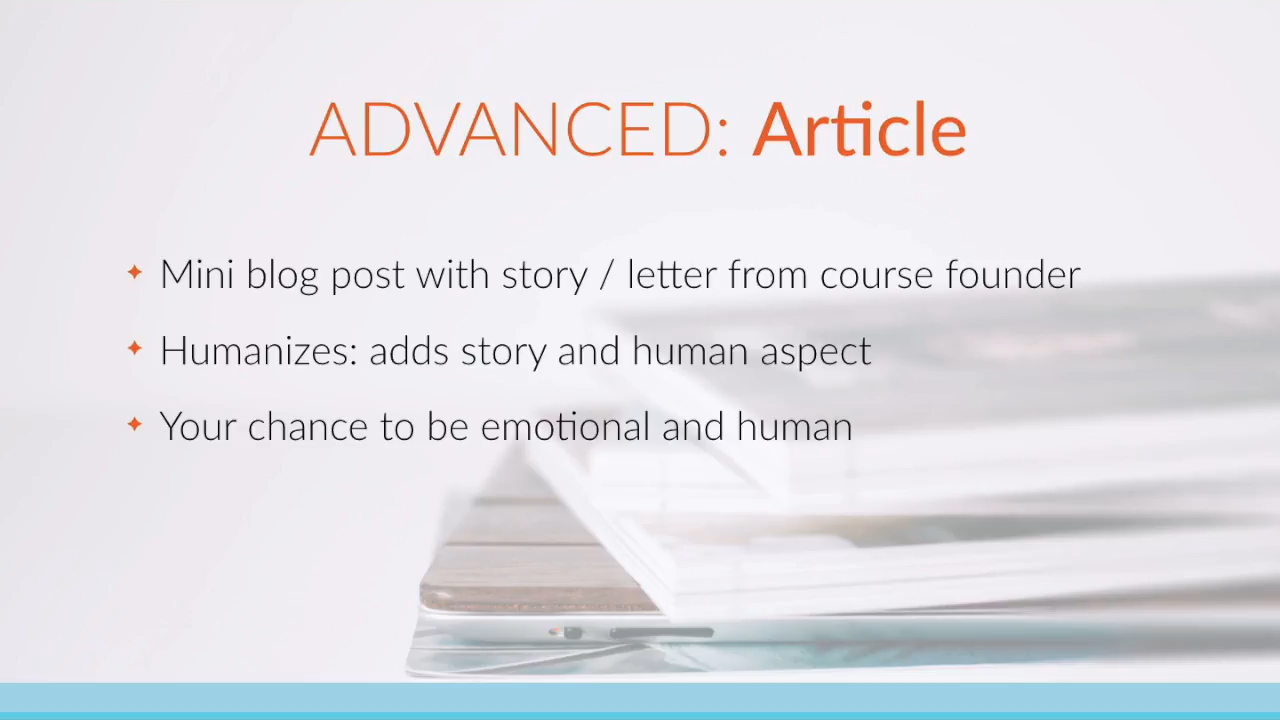 ADVANCED: Article
Mini blog post with story / letter from course founder
Humanizes: adds story and human aspect
Your chance to be emotional and human